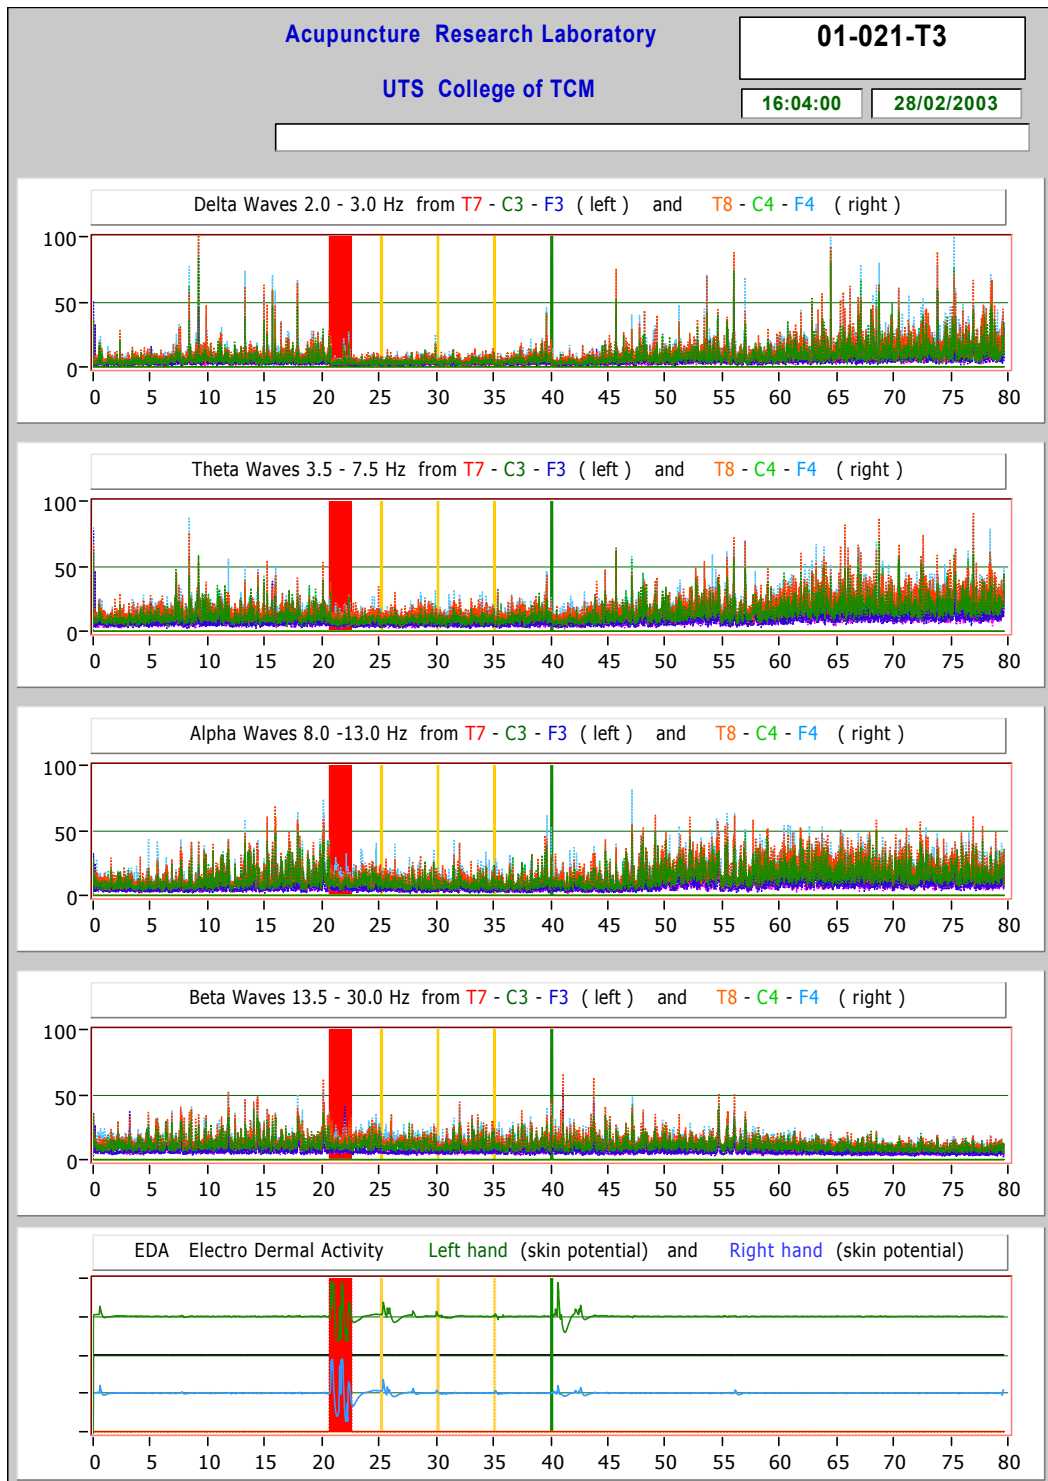 Acupuncture Research Laboratory
01-021-T3
UTS College of TCM
16:04:00 28/02/2003
Delta Waves 2.0 - 3.0 Hz from T7 - C3 - F3 ( left ) and T8 - C4 - F4 ( right )
100
50
0
0 5 10 15 20 25 30 35 40 45 50 55 60 65 70 75 80
Theta Waves 3.5 - 7.5 Hz from T7 - C3 - F3 ( left ) and T8 - C4 - F4 ( right )
100
50
0
0 5 10 15 20 25 30 35 40 45 50 55 60 65 70 75 80
Alpha Waves 8.0 -13.0 Hz from T7 - C3 - F3 ( left ) and T8 - C4 - F4 ( right )
100
50
0
0 5 10 15 20 25 30 35 40 45 50 55 60 65 70 75 80
Beta Waves 13.5 - 30.0 Hz from T7 - C3 - F3 ( left ) and T8 - C4 - F4 ( right )
100
50
0
0 5 10 15 20 25 30 35 40 45 50 55 60 65 70 75 80
EDA Electro Dermal Activity Left hand (skin potential) and Right hand (skin potential)
0 5 10 15 20 25 30 35 40 45 50 55 60 65 70 75 80